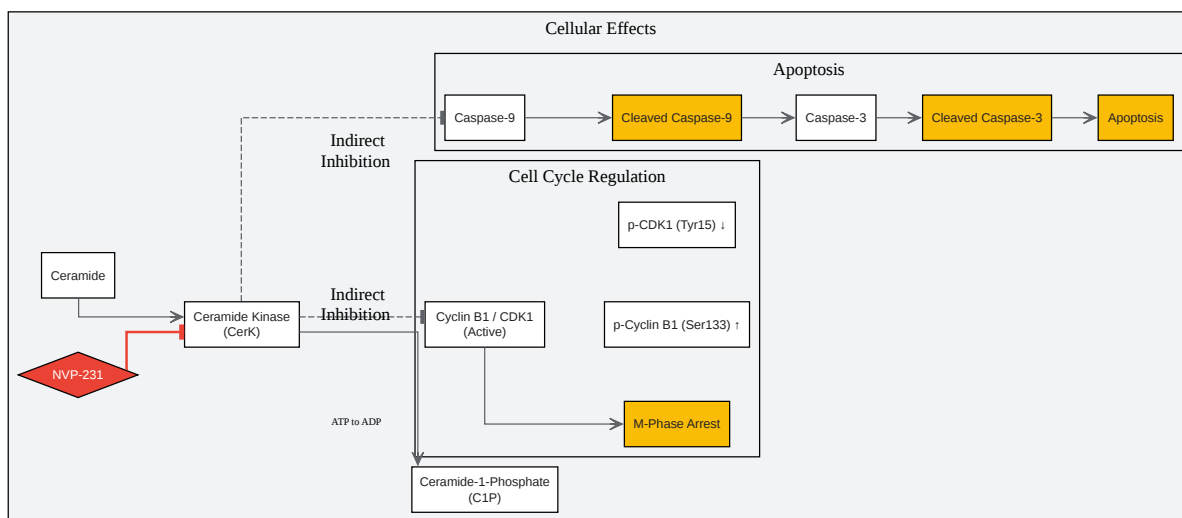 Cellular Effects
Apoptosis
Caspase-9
Cleaved Caspase-9
Caspase-3
Cleaved Caspase-3
Apoptosis
Indirect
Inhibition
Cell Cycle Regulation
p-CDK1 (Tyr15) ↓
Ceramide
Ceramide Kinase
(CerK)
Indirect
Inhibition
Cyclin B1 / CDK1
(Active)
p-Cyclin B1 (Ser133) ↑
NVP-231
ATP to ADP
M-Phase Arrest
Ceramide-1-Phosphate
(C1P)